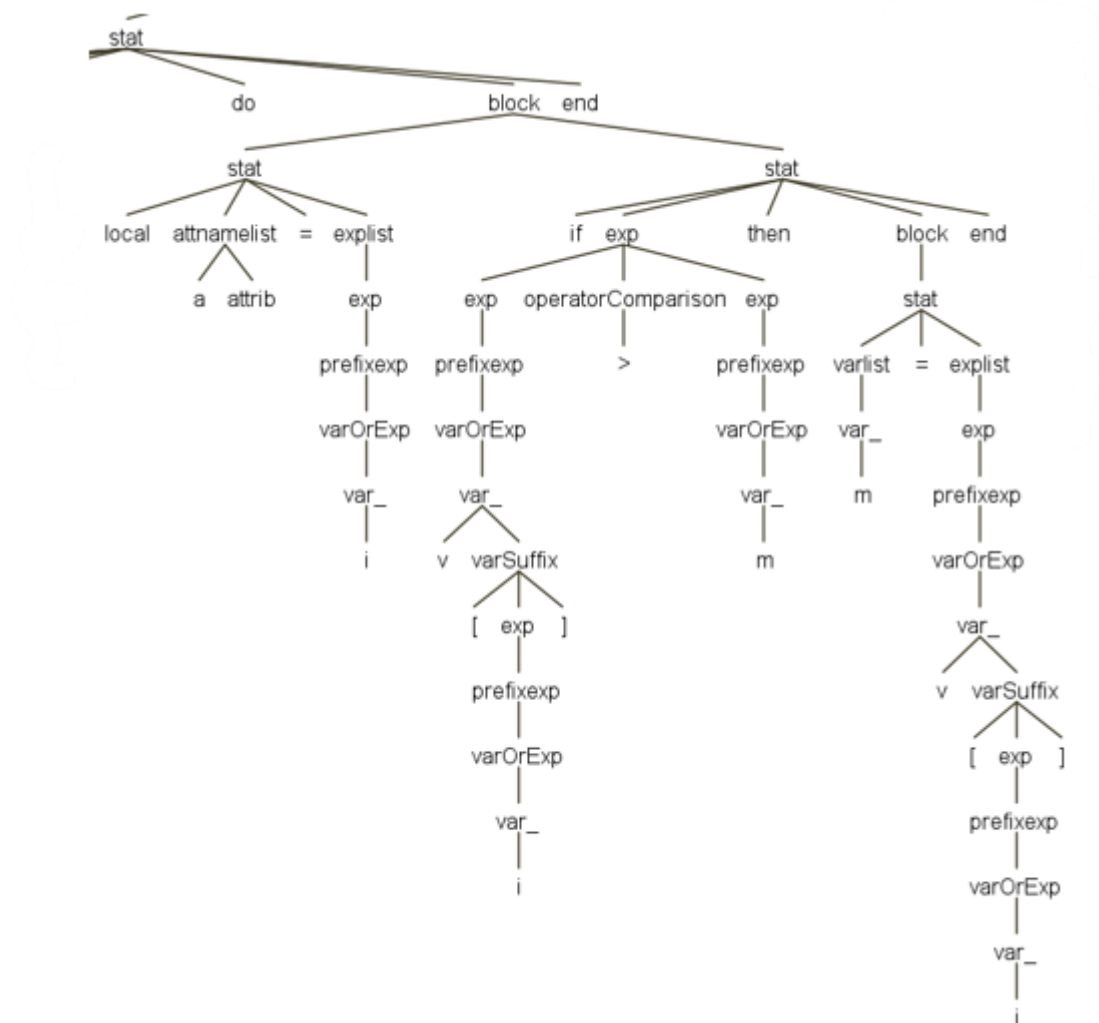 stat
do block end
stat stat
local attnamelist = explist if exp then block end
a attrib exp exp operatorComparison exp stat
prefixexp prefixexp > prefixexp varlist = explist
varOrExp varOrExp varOrExp var_ exp
var_ var_ var_ m prefixexp
i v varSuffix m varOrExp
[ exp ] var_
prefixexp v varSuffix
varOrExp [ exp ]
var_ prefixexp
i varOrExp
var_
i